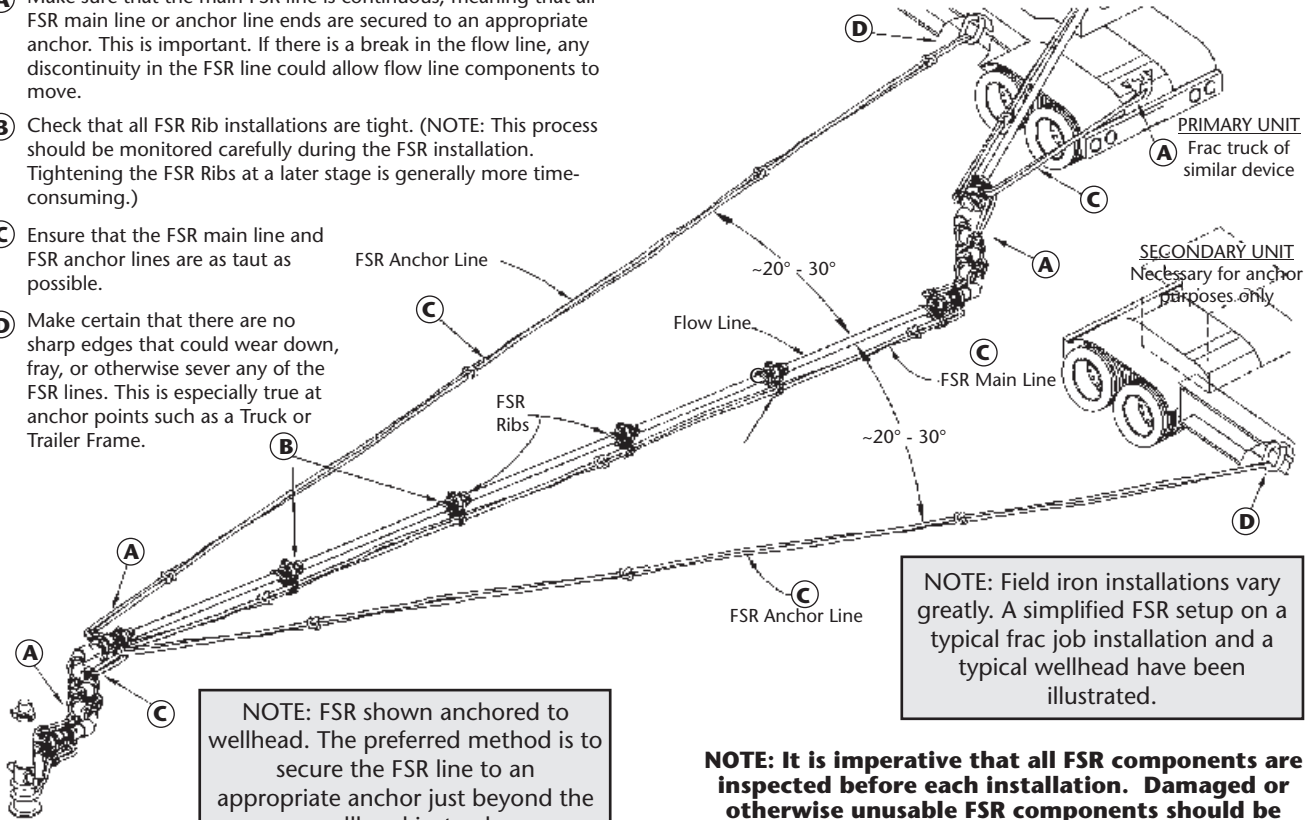 A Make sure that the main FSR line is continuous, meaning that all
FSR main line or anchor line ends are secured to an appropriate
anchor. This is important. If there is a break in the flow line, any
discontinuity in the FSR line could allow flow line components to
move.
B Check that all FSR Rib installations are tight. (NOTE: This process
should be monitored carefully during the FSR installation.
Tightening the FSR Ribs at a later stage is generally more time-
consuming.)
C Ensure that the FSR main line and
FSR anchor lines are as taut as
possible.
D Make certain that there are no
sharp edges that could wear down,
fray, or otherwise sever any of the
FSR lines. This is especially true at
anchor points such as a Truck or
Trailer Frame.
D
PRIMARY UNIT
Frac truck of
similar device
A
C
A
SECONDARY UNIT
Necessary for anchor
purposes only
FSR Anchor Line
C
~20° - 30°
Flow Line
C
FSR Main Line
FSR
Ribs
~20° - 30°
B
D
A
C
FSR Anchor Line
A
C
NOTE: Field iron installations vary
greatly. A simplified FSR setup on a
typical frac job installation and a
typical wellhead have been
illustrated.
NOTE: FSR shown anchored to
wellhead. The preferred method is to
secure the FSR line to an
appropriate anchor just beyond the
NOTE: It is imperative that all FSR components are
inspected before each installation. Damaged or
otherwise unusable FSR components should be